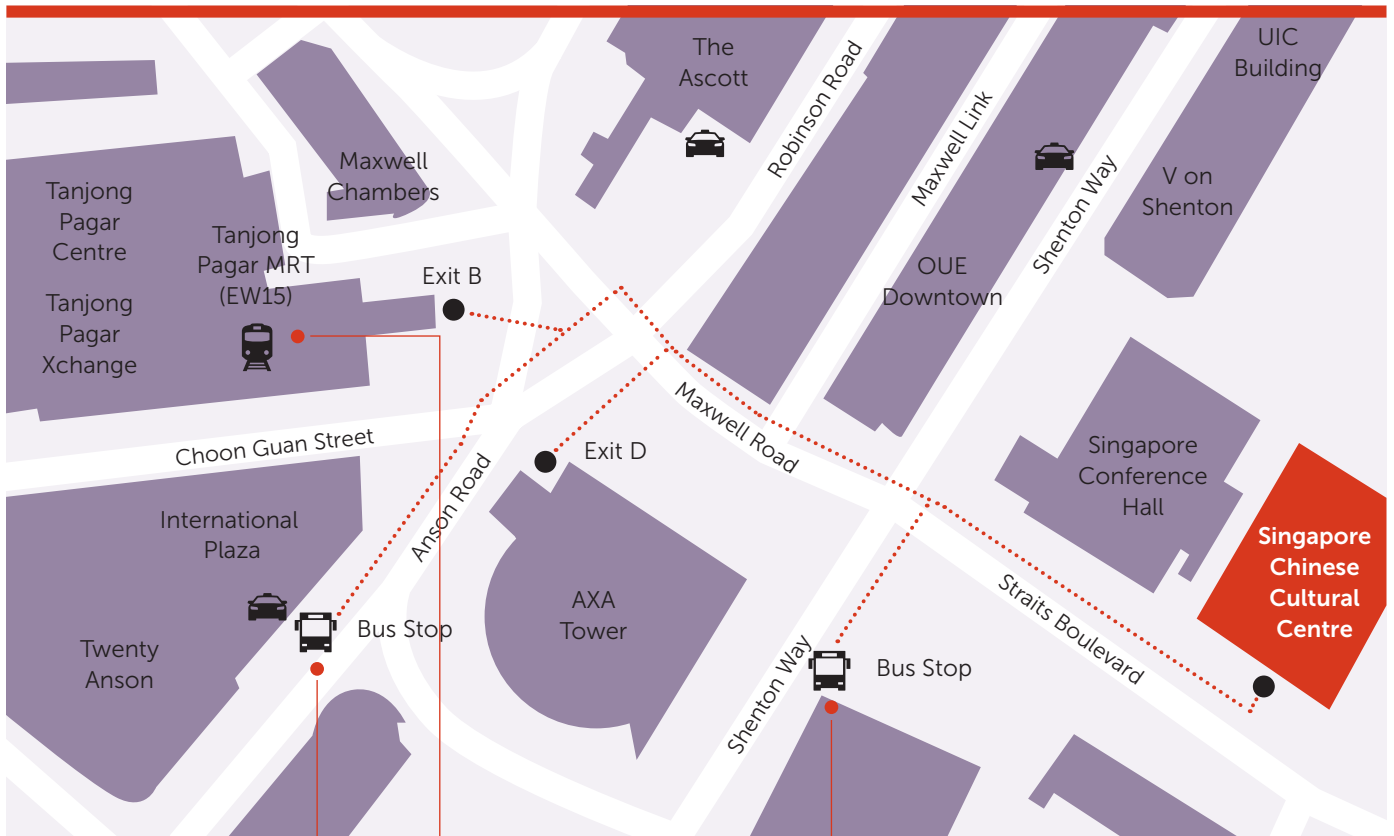 The
Ascott
UIC
Building
Robinson Road
Maxwell Link
Maxwell
Chambers
Shenton Way
V on
Shenton
Tanjong
Pagar
Centre
Tanjong
Pagar MRT
(EW15)
Exit B
OUE
Downtown
Tanjong
Pagar
Xchange
Maxwell Road
Choon Guan Street
Exit D
Singapore
Conference
Hall
Anson Road
International
Plaza
Singapore
Chinese
Cultural
Centre
AXA
Tower
Straits Boulevard
Bus Stop
Twenty
Anson
Shenton Way
Bus Stop